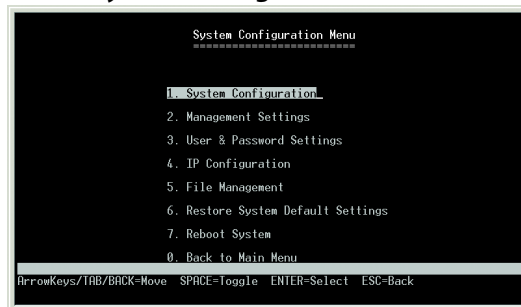 System Configuration Menu
=========================
1. System Configuration_
2. Management Settings
3. User & Password Settings
4. IP Configuration
5. File Management
6. Restore System Default Settings
7. Reboot System
0. Back to Main Menu
ArrowKeys/TAB/BACK=Move SPACE=Toggle ENTER=Select ESC=Back